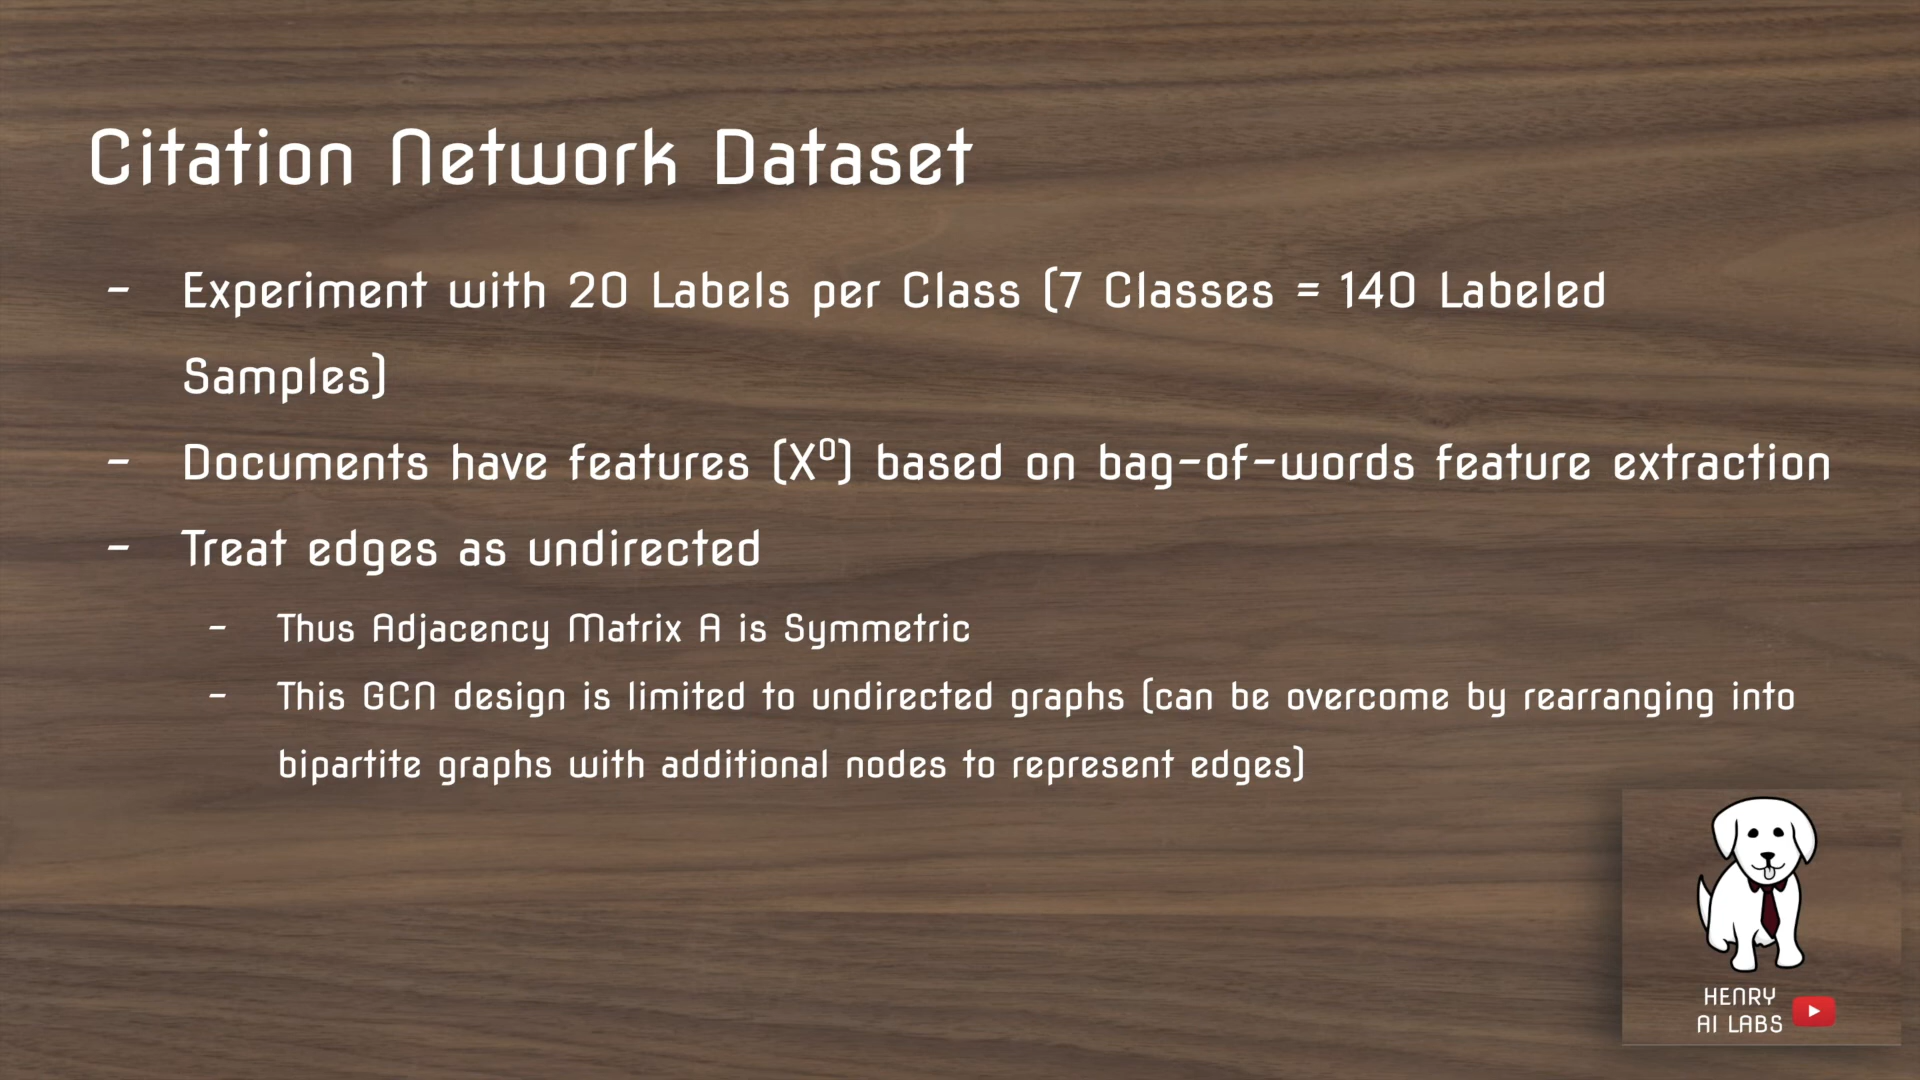 Citation Network Dataset
- Experiment with 20 Labels per Class (7 Classes = 140 Labeled
Samples)
- Documents have features (X⁰) based on bag-of-words feature extraction
- Treat edges as undirected
- Thus Adjacency Matrix A is Symmetric
- This GCN design is limited to undirected graphs (can be overcome by rearranging into
bipartite graphs with additional nodes to represent edges)
HENRY
AI LABS